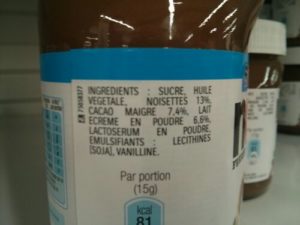 INGREDIENTS : SUCRE, HUILE
VEGETALE, NOISETTES 13%,
CACAO MAIGRE 7,4%, LAIT
ECREME EN POUDRE 6,6%,
LACTOSERUM EN POUDRE,
EMULSIFIANTS : LECITHINES
[SOJA], VANILLINE.
Par portion
(15g)
kcal
81